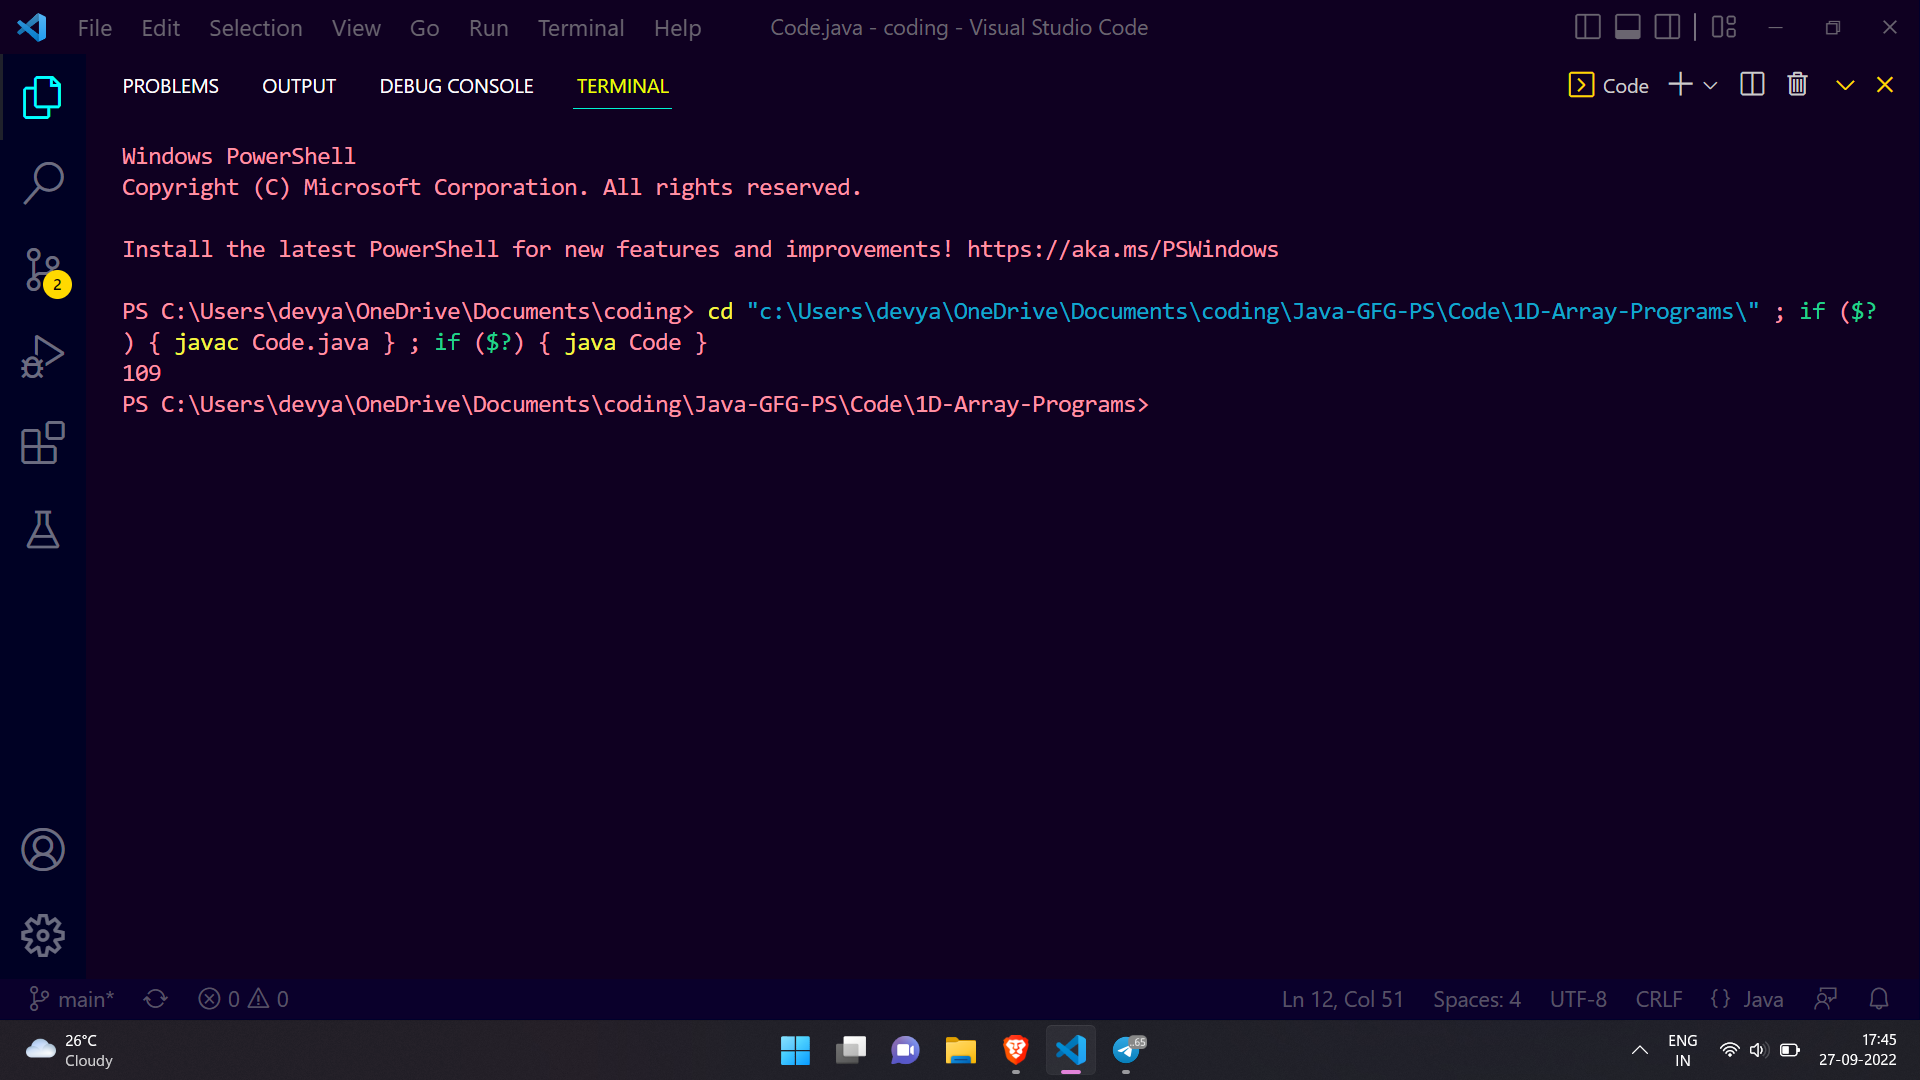 File Edit Selection View Go Run Terminal Help Code.java - coding - Visual Studio Code
PROBLEMS OUTPUT DEBUG CONSOLE TERMINAL Code
Windows PowerShell
Copyright (C) Microsoft Corporation. All rights reserved.
Install the latest PowerShell for new features and improvements! https://aka.ms/PSWindows
PS C:\Users\devya\OneDrive\Documents\coding> cd "c:\Users\devya\OneDrive\Documents\coding\Java-GFG-PS\Code\1D-Array-Programs\" ; if ($?
) { javac Code.java } ; if ($?) { java Code }
109
PS C:\Users\devya\OneDrive\Documents\coding\Java-GFG-PS\Code\1D-Array-Programs>
2
main* 0 0 Ln 12, Col 51 Spaces: 4 UTF-8 CRLF {} Java
26°C
Cloudy
.65
ENG
IN
17:45
27-09-2022